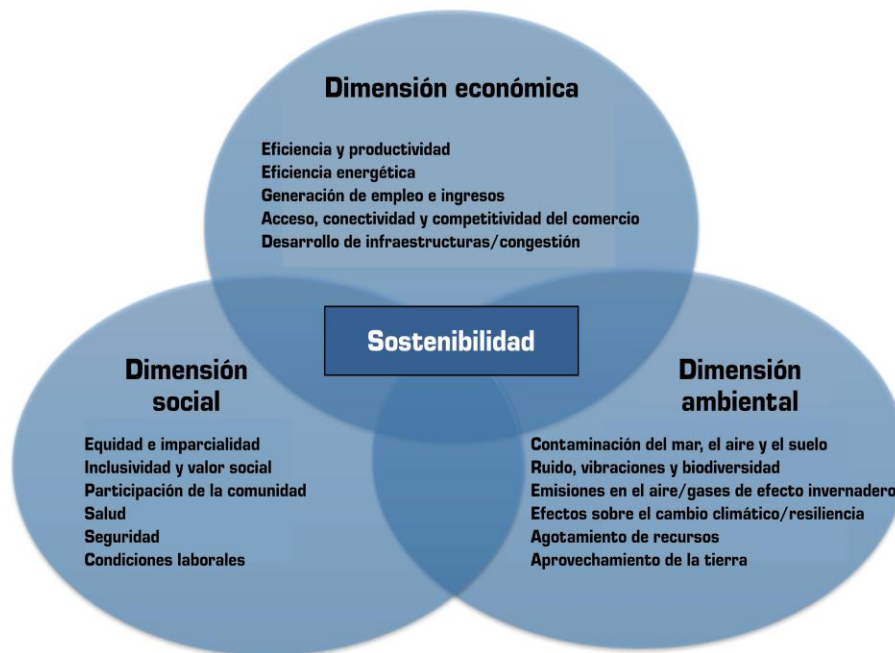 Dimensión económica
Eficiencia y productividad
Eficiencia energética
Generación de empleo e ingresos
Acceso, conectividad y competitividad del comercio
Desarrollo de infraestructuras/congestión
Sostenibilidad
Dimensión
social
Equidad e imparcialidad
Inclusividad y valor social
Participación de la comunidad
Salud
Seguridad
Condiciones laborales
Dimensión
ambiental
Contaminación del mar, el aire y el suelo
Ruido, vibraciones y biodiversidad
Emisiones en el aire/gases de efecto invernadero
Efectos sobre el cambio climático/resiliencia
Agotamiento de recursos
Aprovechamiento de la tierra